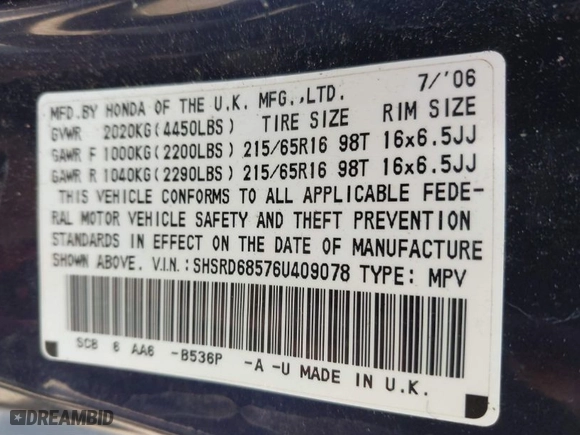 7/'06
MFD.BY HONDA OF THE U.K. MFG.,LTD.
GVWR 2020KG(4450LBS) TIRE SIZE RIM SIZE
GAWR F 1000KG(2200LBS) 215/65R16 98T 16x6.5JJ
GAWR R 1040KG(2290LBS) 215/65R16 98T 16x6.5JJ
THIS VEHICLE CONFORMS TO ALL APPLICABLE FEDE-
RAL MOTOR VEHICLE SAFETY AND THEFT PREVENTION
STANDARDS IN EFFECT ON THE DATE OF MANUFACTURE
SHOWN ABOVE. V.I.N.:SHSRD68576U409078 TYPE: MPV
SCB 6 AA6 -B536P -A -U MADE IN U.K.
DREAMBID